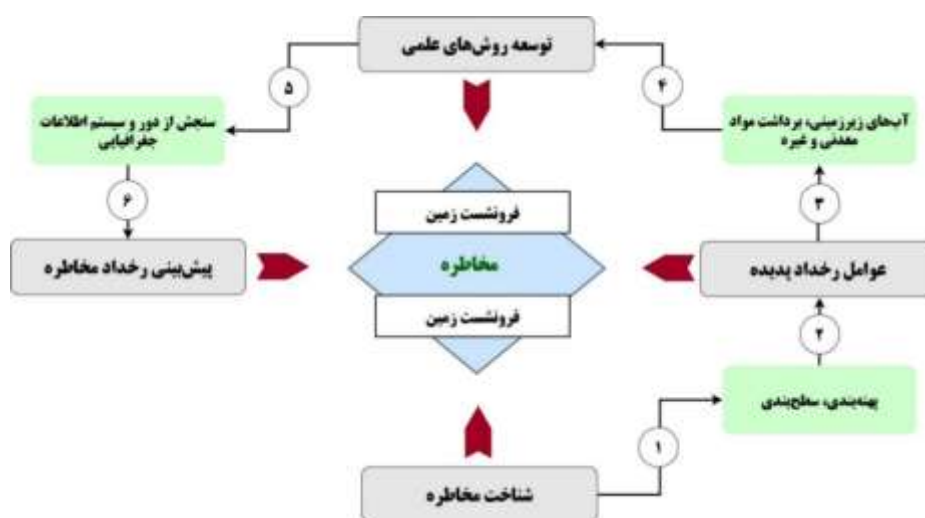 توسعه روش‌های علمی
۵
۴
سنجش از دور و سیستم اطلاعات
جغرافیایی
آب‌های زیرزمینی، برداشت مواد
معدنی و غیره
۶
۳
فرونشست زمین
پیش‌بینی رخداد مخاطره
مخاطره
عوامل رخداد پدیده
فرونشست زمین
۲
پهنه‌بندی، سطح‌بندی
۱
شناخت مخاطره